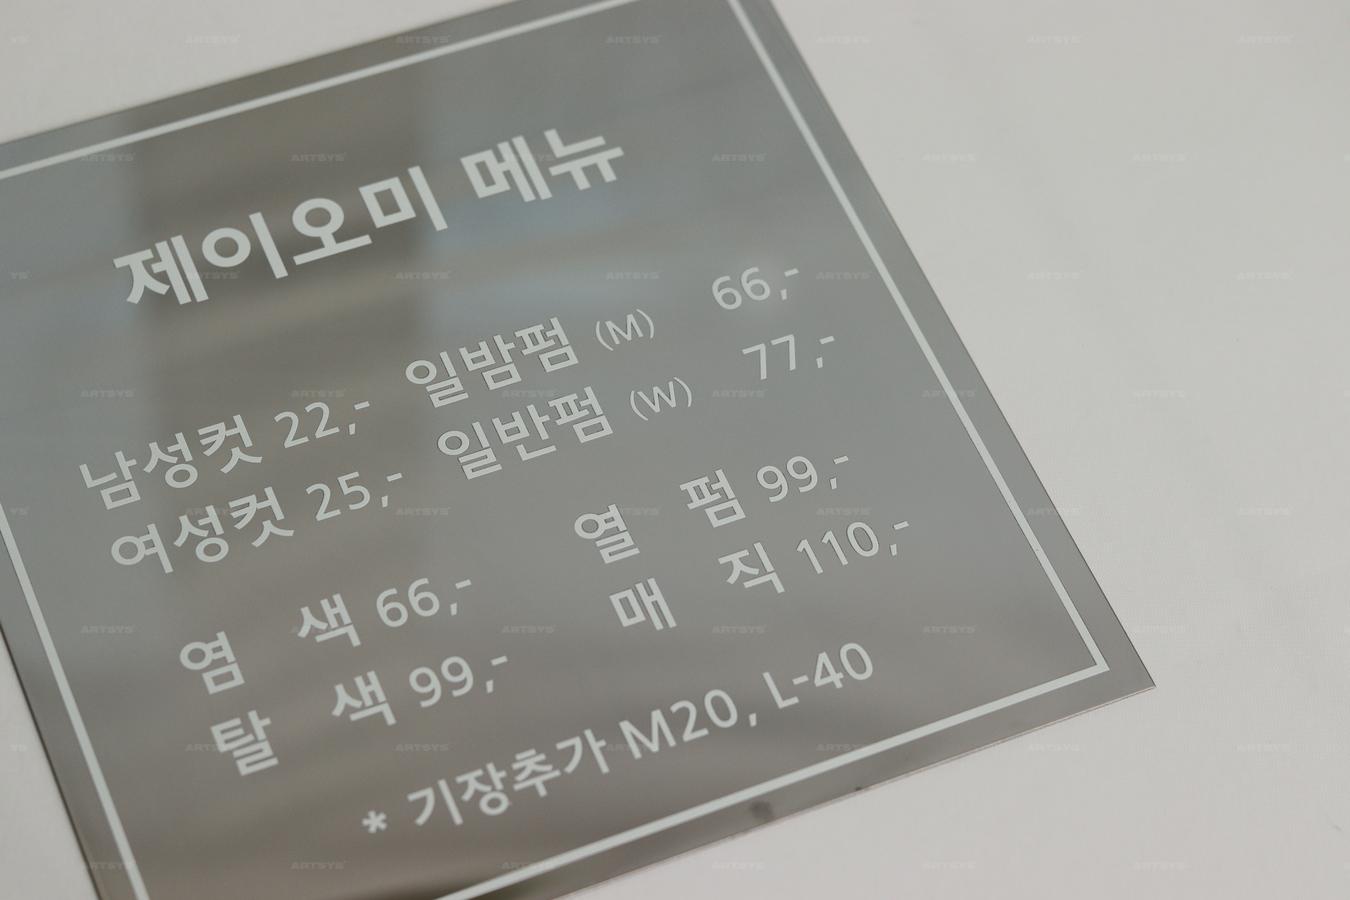 제이오미 메뉴
남성컷 22,- 일밤펌 (M) 66,-
여성컷 25,- 일반펌 (W) 77,-
염 색 66,- 열 펌 99,-
탈 색 99,- 매 직 110,-
* 기장추가 M20, L-40
ARTSYS